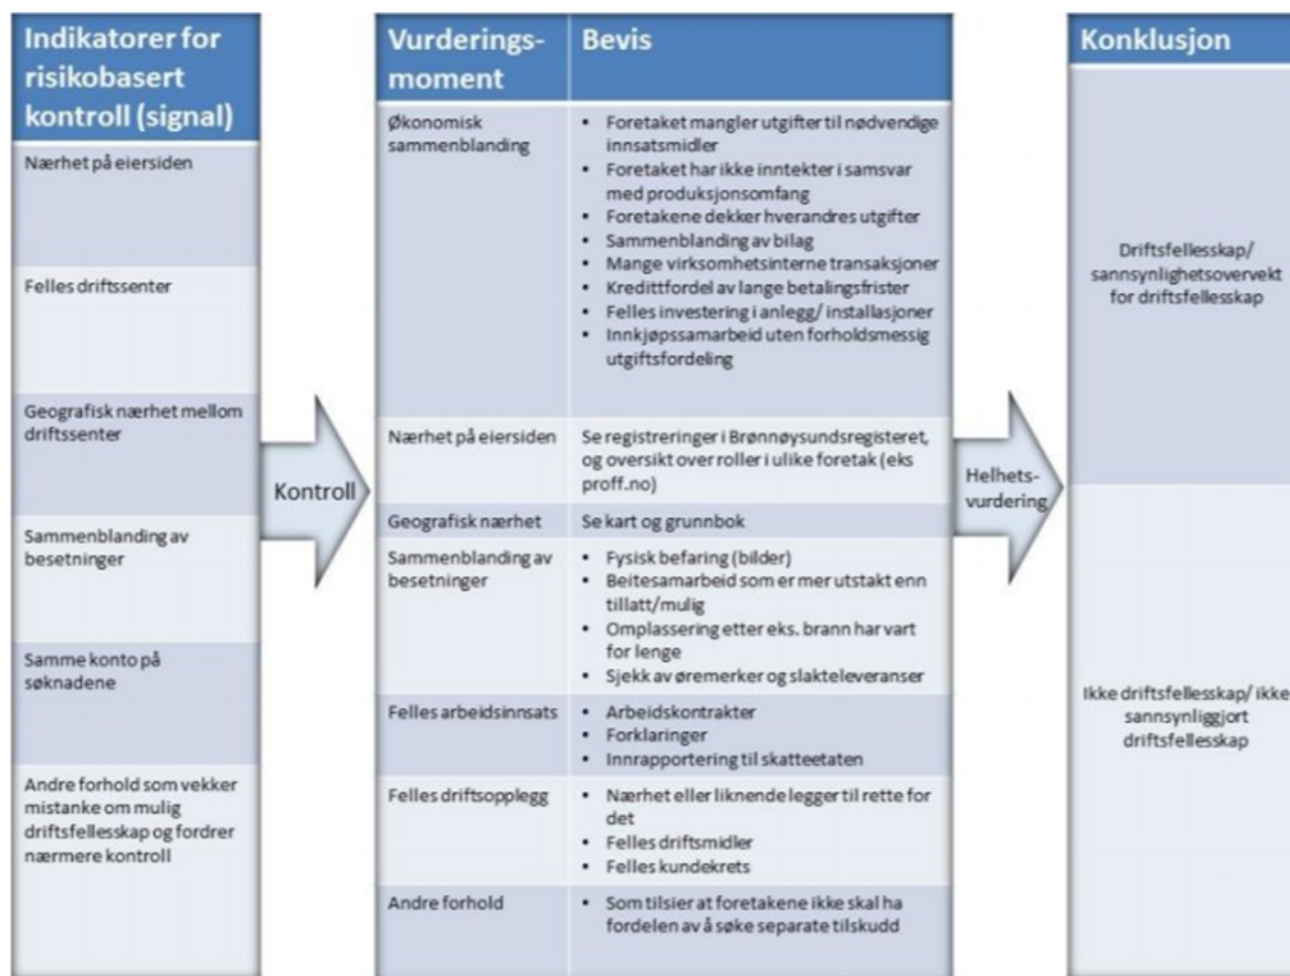 Indikatorer for
risikobasert
kontroll (signal)
Nærhet på eiersiden
Felles driftssenter
Geografisk nærhet mellom
driftssenter
Sammenblanding av
besetninger
Samme konto på
søknadene
Andre forhold som vekker
mistanke om mulig
driftsfellesskap og fordrer
nærmere kontroll
Kontroll
Vurderings-
moment
Bevis
Økonomisk
sammenblanding
• Foretaket mangler utgifter til nødvendige
innsatsmidler
• Foretaket har ikke inntekter i samsvar
med produksjonsomfang
• Foretakene dekker hverandres utgifter
• Sammenblanding av bilag
• Mange virksomhetsinterne transaksjoner
• Kredittfordel av lange betalingsfrister
• Felles investering i anlegg/ installasjoner
• Innkjøpssamarbeid uten forholdsmessig
utgiftsfordeling
Nærhet på eiersiden
Se registreringer i Brønnøysundsregisteret,
og oversikt over roller i ulike foretak (eks
proff.no)
Geografisk nærhet
Se kart og grunnbok
Sammenblanding av
besetninger
• Fysisk befaring (bilder)
• Beitesamarbeid som er mer utstakt enn
tillatt/mulig
• Omplassering etter eks. brann har vart
for lenge
• Sjekk av øremerker og slakteleveranser
Felles arbeidsinnsats
• Arbeidskontrakter
• Forklaringer
• Innrapportering til skatteetaten
Felles driftsopplegg
• Nærhet eller liknende legger til rette for
det
• Felles driftsmidler
• Felles kundekrets
Andre forhold
• Som tilsier at foretakene ikke skal ha
fordelen av å søke separate tilskudd
Helhets-
vurdering
Konklusjon
Driftsfellesskap/
sannsynlighetsovervekt
for driftsfellesskap
Ikke driftsfellesskap/ ikke
sannsynliggjort
driftsfellesskap